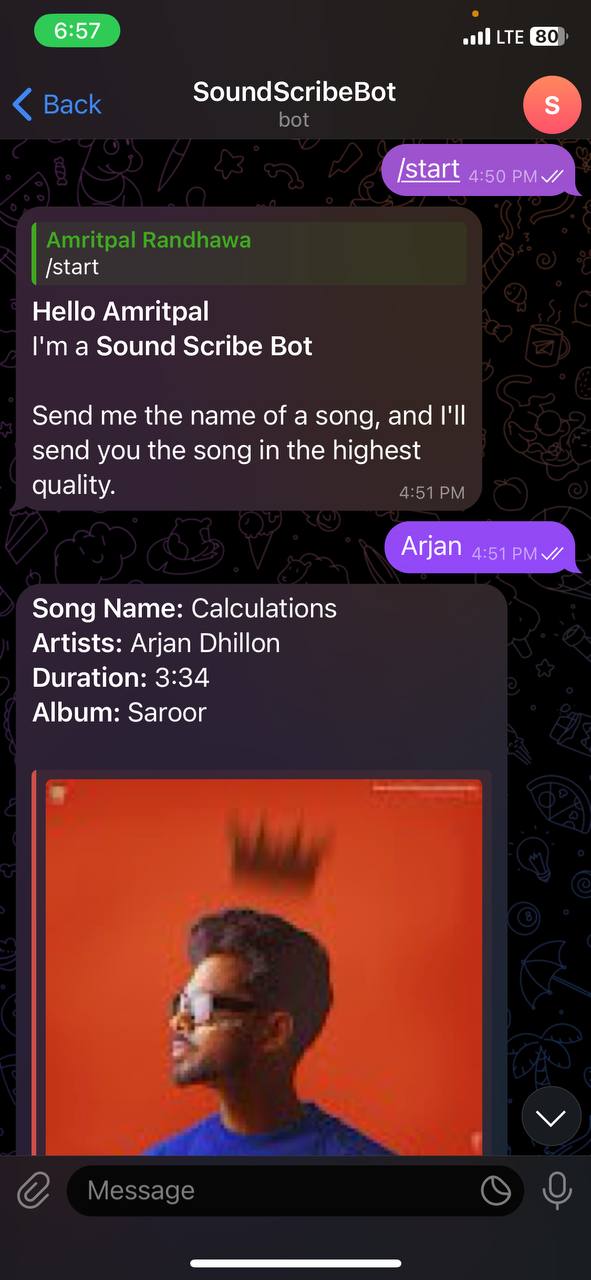 6:57
LTE 80
Back
SoundScribeBot
bot
S
/start 4:50 PM
Amritpal Randhawa
/start
Hello Amritpal
I'm a Sound Scribe Bot
Send me the name of a song, and I'll
send you the song in the highest
quality.
4:51 PM
Arjan 4:51 PM
Song Name: Calculations
Artists: Arjan Dhillon
Duration: 3:34
Album: Saroor
Message